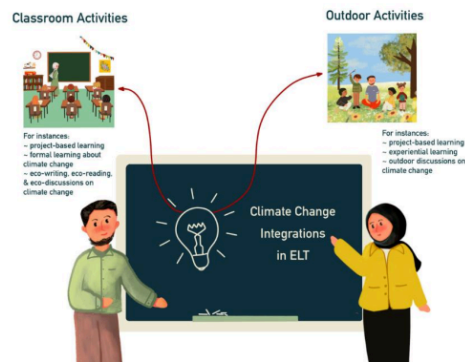 Classroom Activities
For instances:
~ project-based learning
~ formal learning about
climate change
~ eco-writing, eco-reading,
& eco-discussions on
climate change
Outdoor Activities
For instances:
~ project-based learning
~ experiential learning
~ outdoor discussions on
climate change
Climate Change
Integrations
in ELT